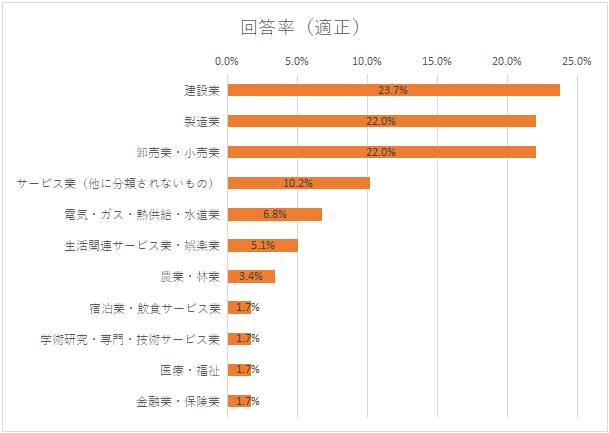 回答率（適正）
0.0% 5.0% 10.0% 15.0% 20.0% 25.0%
建設業 23.7%
製造業 22.0%
卸売業・小売業 22.0%
サービス業（他に分類されないもの） 10.2%
電気・ガス・熱供給・水道業 6.8%
生活関連サービス業・娯楽業 5.1%
農業・林業 3.4%
宿泊業・飲食サービス業 1.7%
学術研究・専門・技術サービス業 1.7%
医療・福祉 1.7%
金融業・保険業 1.7%